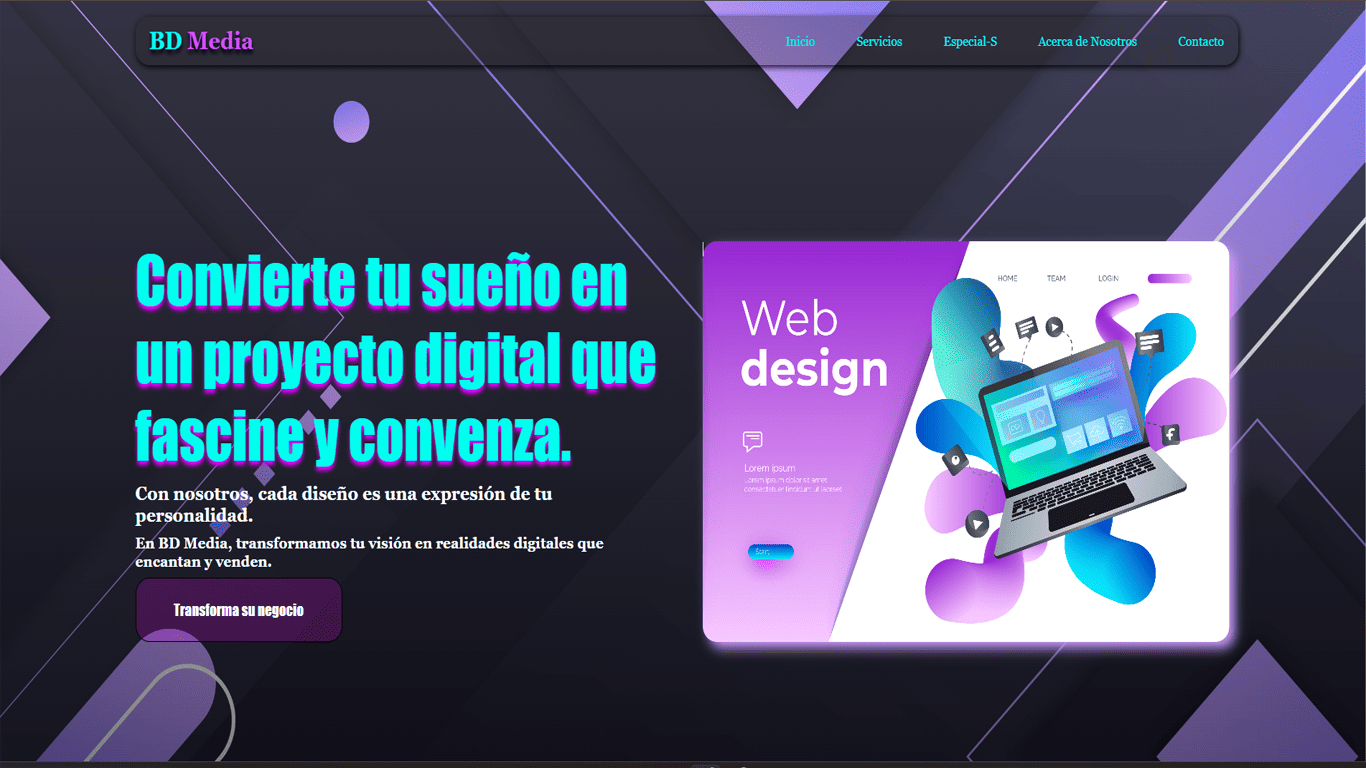 BD Media
Inicio Servicios Especial-S Acerca de Nosotros Contacto
Convierte tu sueño en
un proyecto digital que
fascine y convenza.
Con nosotros, cada diseño es una expresión de tu
personalidad.
En BD Media, transformamos tu visión en realidades digitales que
encantan y venden.
Transforma su negocio
HOME TEAM LOGIN
Web
design
Lorem ipsum
Lorem ipsum dolor sit amet
Start